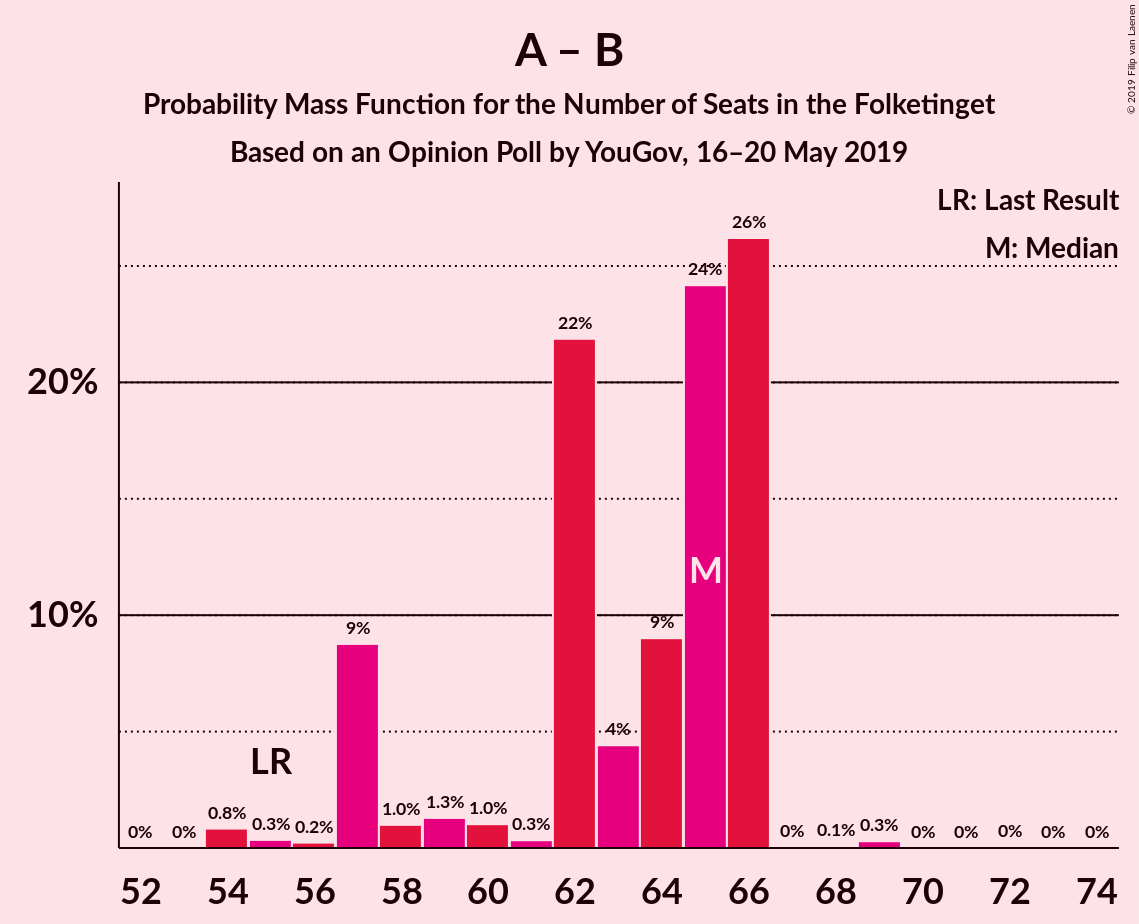 A – B
Probability Mass Function for the Number of Seats in the Folketinget
Based on an Opinion Poll by YouGov, 16–20 May 2019
© 2019 Filip van Laenen
LR: Last Result
M: Median
20%
10%
0% 0% 0.8% 0.3% 0.2% 9% 1.0% 1.3% 1.0% 0.3% 22% 4% 9% 24% 26% 0% 0.1% 0.3% 0% 0% 0% 0% 0%
LR
M
52 54 56 58 60 62 64 66 68 70 72 74